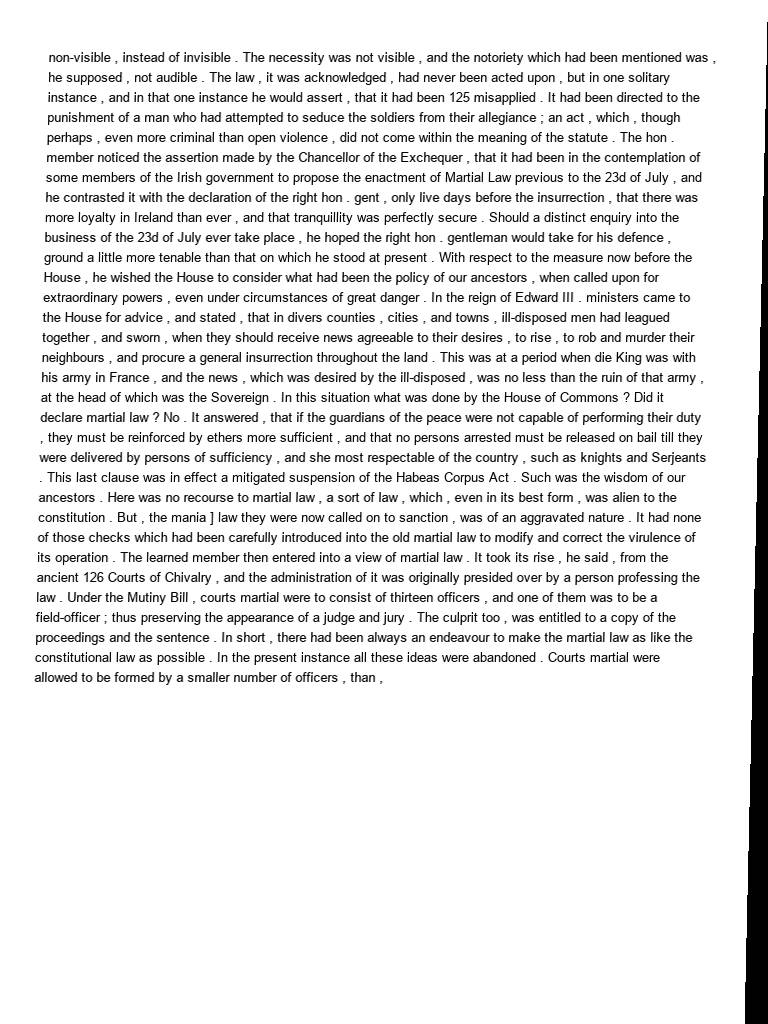 non-visible , instead of invisible . The necessity was not visible , and the notoriety which had been mentioned was ,
he supposed , not audible . The law , it was acknowledged , had never been acted upon , but in one solitary
instance , and in that one instance he would assert , that it had been 125 misapplied . It had been directed to the
punishment of a man who had attempted to seduce the soldiers from their allegiance ; an act , which , though
perhaps , even more criminal than open violence , did not come within the meaning of the statute . The hon .
member noticed the assertion made by the Chancellor of the Exchequer , that it had been in the contemplation of
some members of the Irish government to propose the enactment of Martial Law previous to the 23d of July , and
he contrasted it with the declaration of the right hon . gent , only live days before the insurrection , that there was
more loyalty in Ireland than ever , and that tranquillity was perfectly secure . Should a distinct enquiry into the
business of the 23d of July ever take place , he hoped the right hon . gentleman would take for his defence ,
ground a little more tenable than that on which he stood at present . With respect to the measure now before the
House , he wished the House to consider what had been the policy of our ancestors , when called upon for
extraordinary powers , even under circumstances of great danger . In the reign of Edward III . ministers came to
the House for advice , and stated , that in divers counties , cities , and towns , ill-disposed men had leagued
together , and sworn , when they should receive news agreeable to their desires , to rise , to rob and murder their
neighbours , and procure a general insurrection throughout the land . This was at a period when die King was with
his army in France , and the news , which was desired by the ill-disposed , was no less than the ruin of that army ,
at the head of which was the Sovereign . In this situation what was done by the House of Commons ? Did it
declare martial law ? No . It answered , that if the guardians of the peace were not capable of performing their duty
, they must be reinforced by ethers more sufficient , and that no persons arrested must be released on bail till they
were delivered by persons of sufficiency , and she most respectable of the country , such as knights and Serjeants
. This last clause was in effect a mitigated suspension of the Habeas Corpus Act . Such was the wisdom of our
ancestors . Here was no recourse to martial law , a sort of law , which , even in its best form , was alien to the
constitution . But , the mania ] law they were now called on to sanction , was of an aggravated nature . It had none
of those checks which had been carefully introduced into the old martial law to modify and correct the virulence of
its operation . The learned member then entered into a view of martial law . It took its rise , he said , from the
ancient 126 Courts of Chivalry , and the administration of it was originally presided over by a person professing the
law . Under the Mutiny Bill , courts martial were to consist of thirteen officers , and one of them was to be a
field-officer ; thus preserving the appearance of a judge and jury . The culprit too , was entitled to a copy of the
proceedings and the sentence . In short , there had been always an endeavour to make the martial law as like the
constitutional law as possible . In the present instance all these ideas were abandoned . Courts martial were
allowed to be formed by a smaller number of officers , than ,